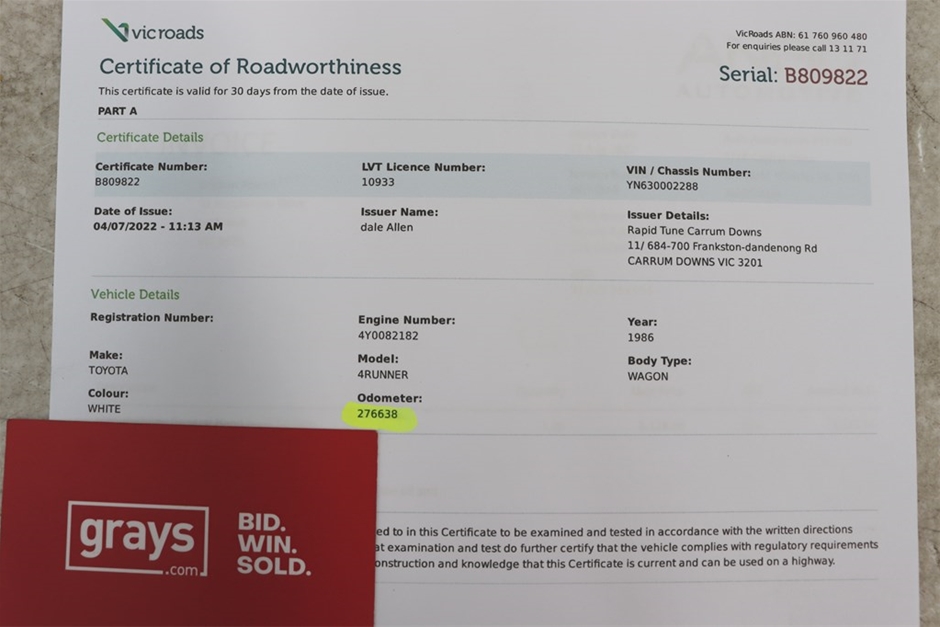 vicroads
VicRoads ABN: 61 760 960 480
For enquiries please call 13 11 71
Certificate of Roadworthiness
Serial: B809822
This certificate is valid for 30 days from the date of issue.
PART A
Certificate Details
Certificate Number:
B809822
LVT Licence Number:
10933
VIN / Chassis Number:
YN630002288
Date of Issue:
04/07/2022 - 11:13 AM
Issuer Name:
dale Allen
Issuer Details:
Rapid Tune Carrum Downs
11/ 684-700 Frankston-dandenong Rd
CARRUM DOWNS VIC 3201
Vehicle Details
Registration Number:
Engine Number:
4Y0082182
Year:
1986
Make:
TOYOTA
Model:
4RUNNER
Body Type:
WAGON
Colour:
WHITE
Odometer:
276638
ed to in this Certificate to be examined and tested in accordance with the written directions
at examination and test do further certify that the vehicle complies with regulatory requirements
onstruction and knowledge that this Certificate is current and can be used on a highway.
grays
.com
BID.
WIN.
SOLD.